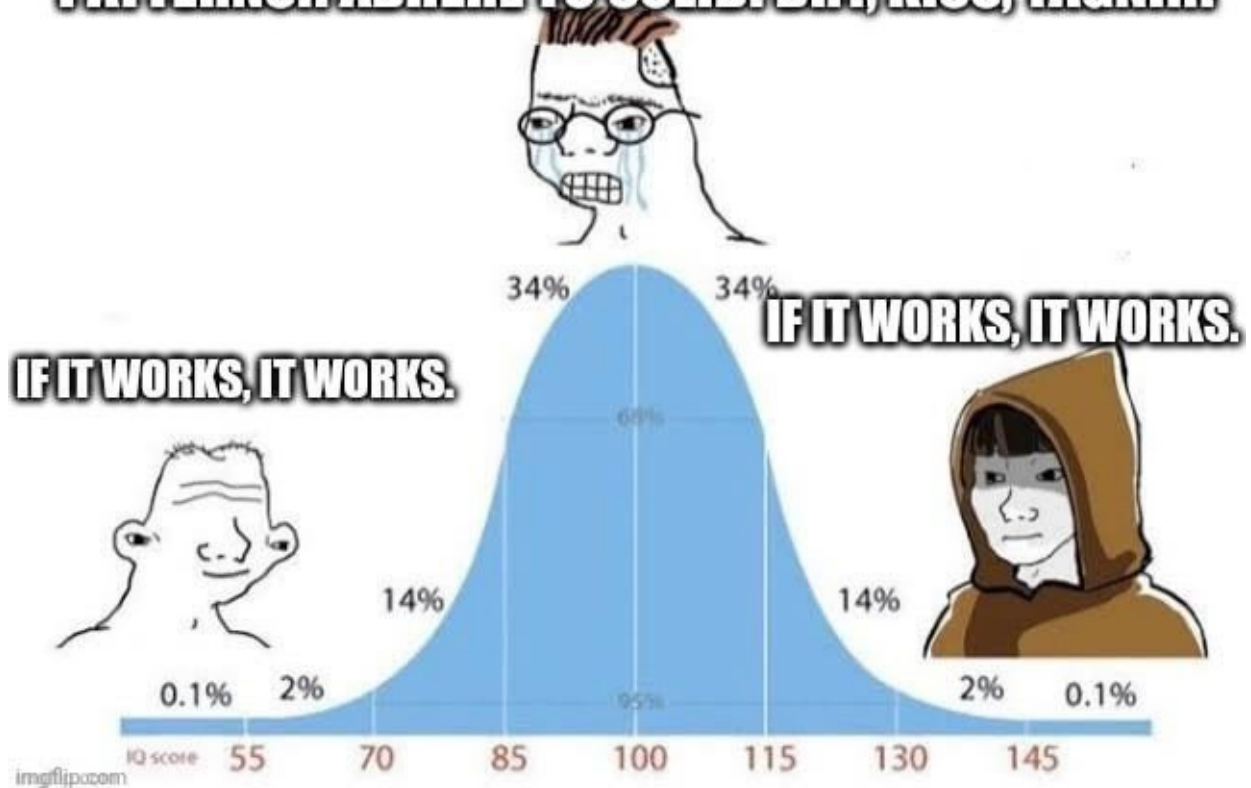 34% 34%
IF IT WORKS, IT WORKS.
68%
IF IT WORKS, IT WORKS.
14% 14%
0.1% 2% 95% 2% 0.1%
IQ score 55 70 85 100 115 130 145
imgflip.com